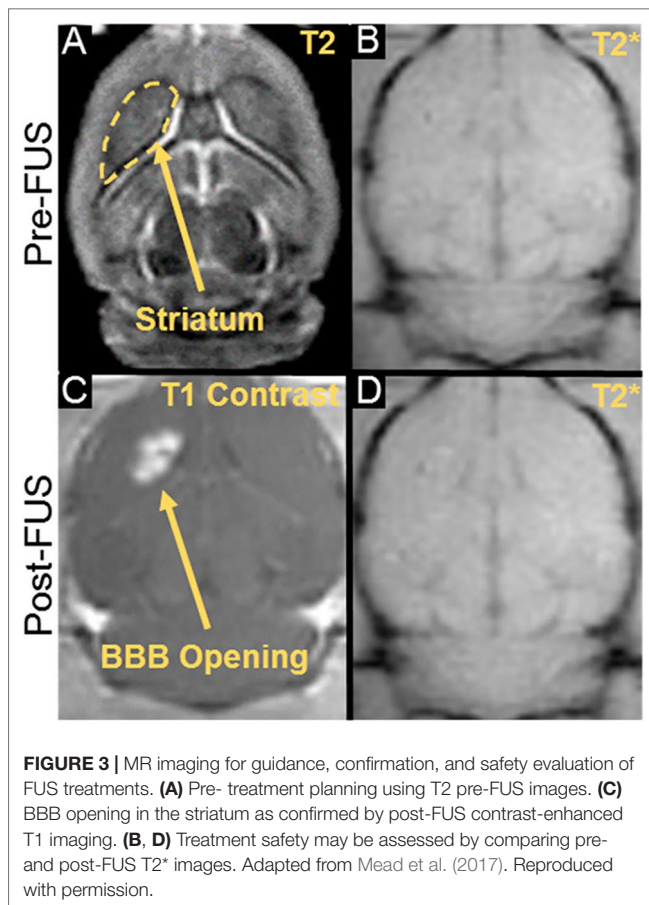 A
T2
B
T2*
Pre-FUS
Striatum
C
T1 Contrast
D
T2*
Post-FUS
BBB Opening
FIGURE 3 | MR imaging for guidance, confirmation, and safety evaluation of
FUS treatments. (A) Pre- treatment planning using T2 pre-FUS images. (C)
BBB opening in the striatum as confirmed by post-FUS contrast-enhanced
T1 imaging. (B, D) Treatment safety may be assessed by comparing pre-
and post-FUS T2* images. Adapted from Mead et al. (2017). Reproduced
with permission.